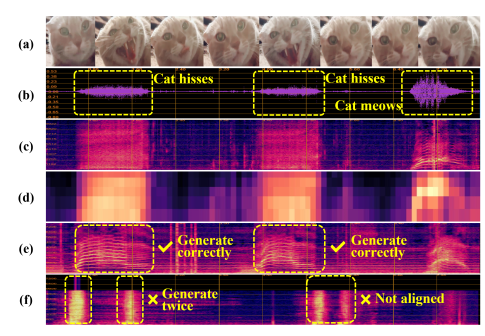 (a)
(b)
Cat hisses
Cat hisses
Cat meows
(c)
(d)
(e)
Generate
correctly
Generate
correctly
(f)
Generate
twice
Not aligned